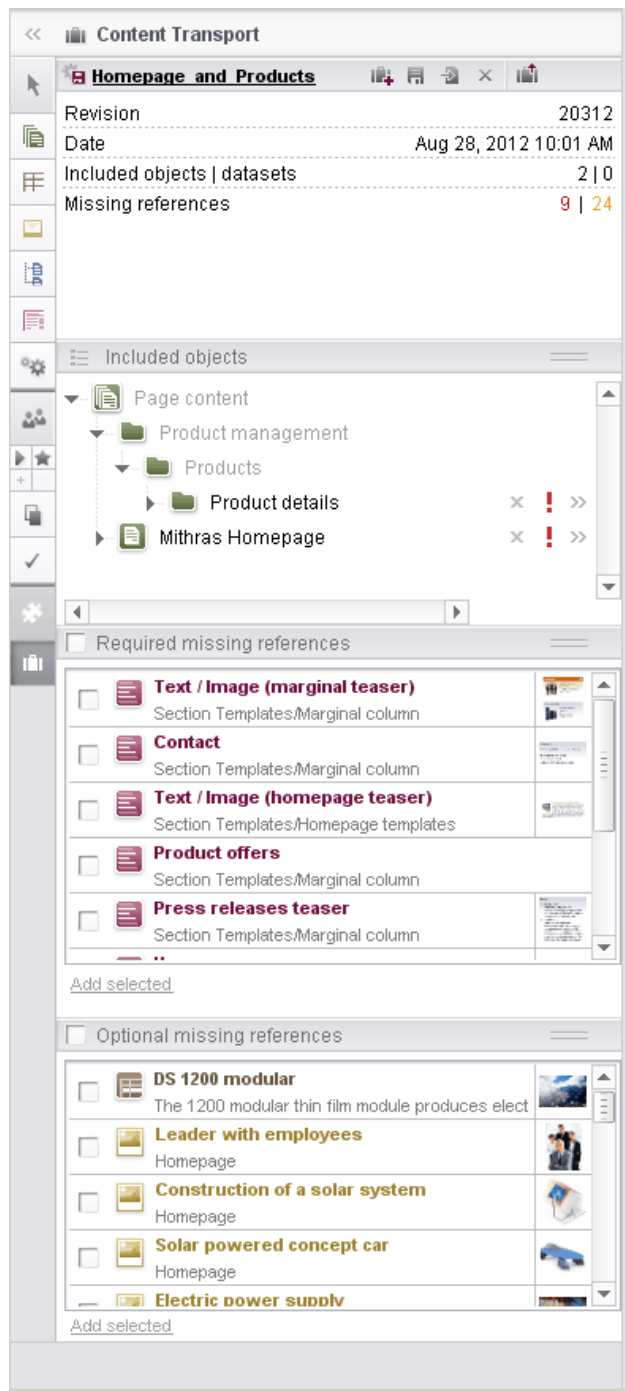 Content Transport
Homepage_and_Products
Revision 20312
Date Aug 28, 2012 10:01 AM
Included objects | datasets 2 | 0
Missing references 9 | 24
Included objects
Page content
Product management
Products
Product details
Mithras Homepage
Required missing references
Text / Image (marginal teaser)
Section Templates/Marginal column
Contact
Section Templates/Marginal column
Text / Image (homepage teaser)
Section Templates/Homepage templates
Product offers
Section Templates/Marginal column
Press releases teaser
Section Templates/Marginal column
Add selected
Optional missing references
DS 1200 modular
The 1200 modular thin film module produces elect
Leader with employees
Homepage
Construction of a solar system
Homepage
Solar powered concept car
Homepage
Electric power supply
Add selected